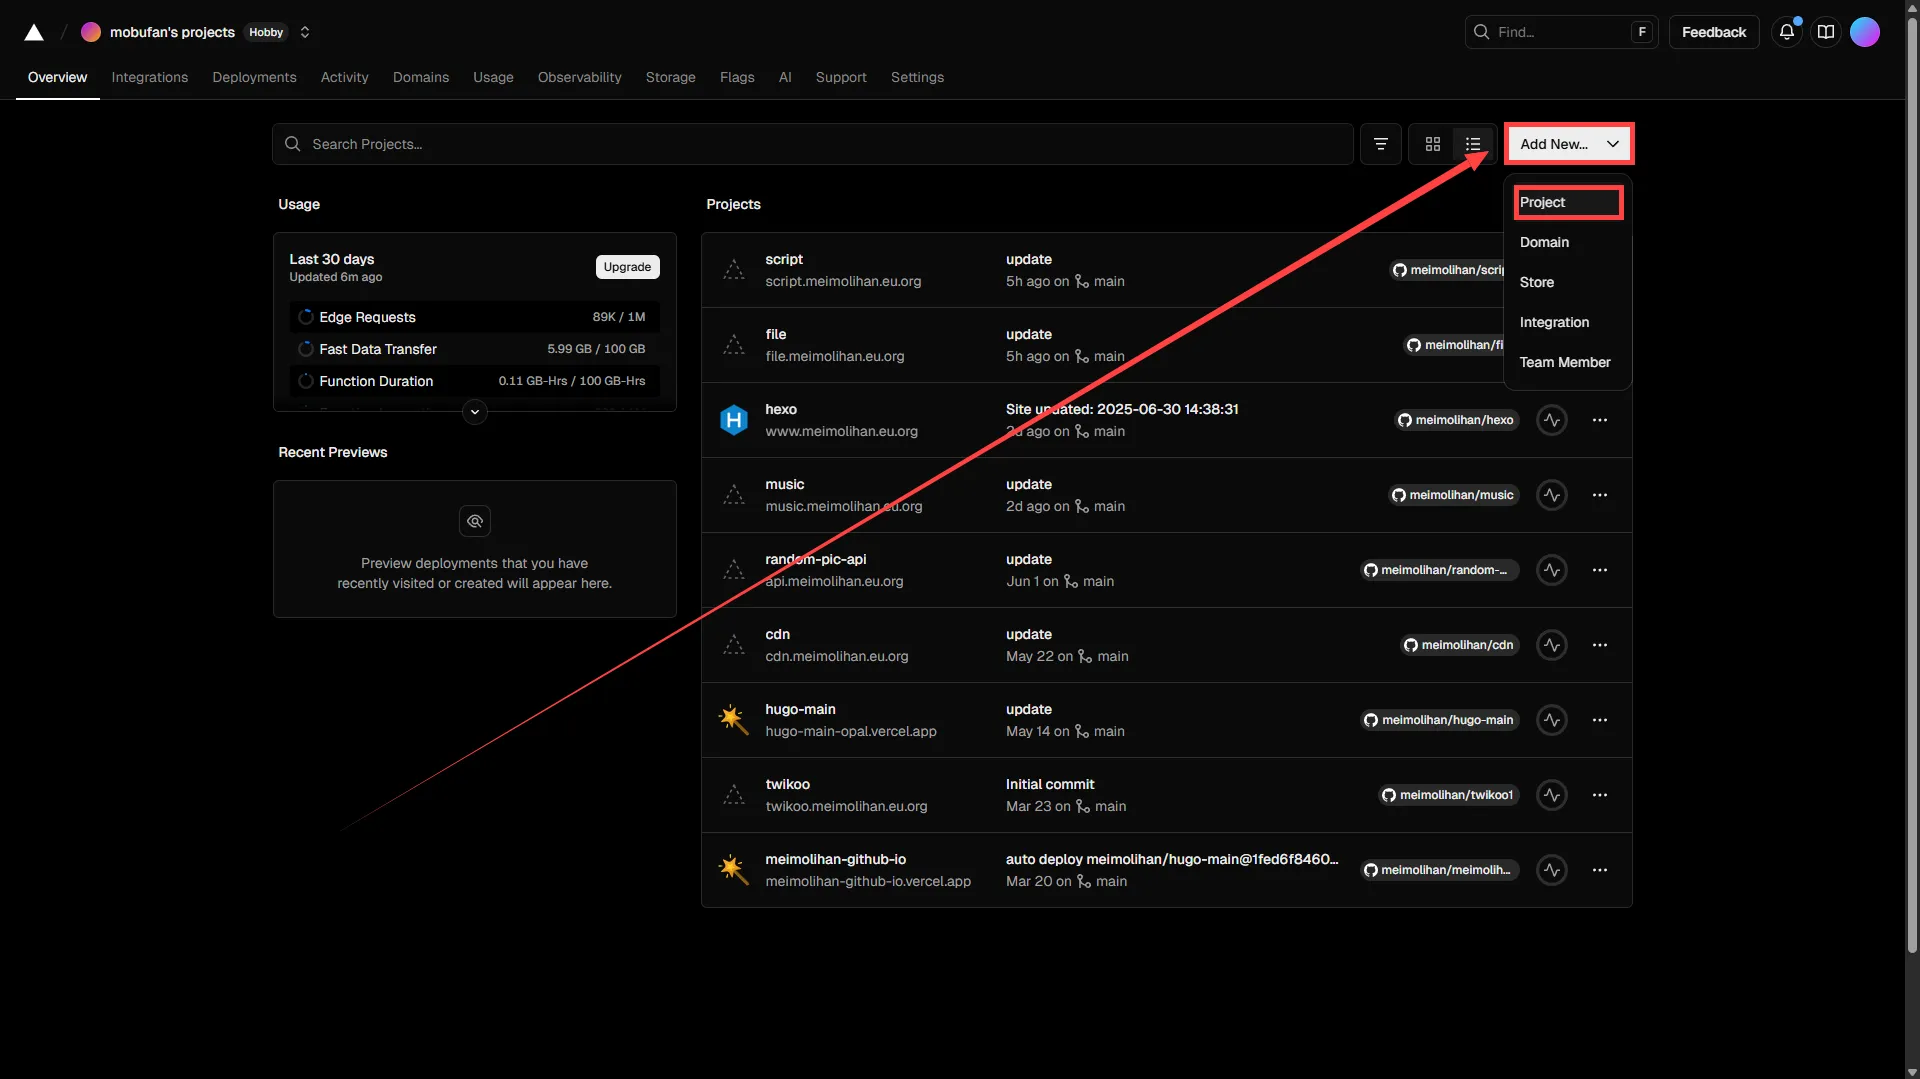 mobufan's projects Hobby
Find... F Feedback
Overview Integrations Deployments Activity Domains Usage Observability Storage Flags AI Support Settings
Search Projects...
Add New...
Project
Domain
Store
Integration
Team Member
Usage
Last 30 days
Updated 6m ago
Upgrade
Edge Requests 89K / 1M
Fast Data Transfer 5.99 GB / 100 GB
Function Duration 0.11 GB-Hrs / 100 GB-Hrs
Recent Previews
Preview deployments that you have
recently visited or created will appear here.
Projects
script update
script.meimolihan.eu.org 5h ago on main
meimolihan/scrip
file update
file.meimolihan.eu.org 5h ago on main
meimolihan/fi
H
hexo Site updated: 2025-06-30 14:38:31
www.meimolihan.eu.org 2d ago on main
meimolihan/hexo
music update
music.meimolihan.eu.org 2d ago on main
meimolihan/music
random-pic-api update
api.meimolihan.eu.org Jun 1 on main
meimolihan/random-...
cdn update
cdn.meimolihan.eu.org May 22 on main
meimolihan/cdn
hugo-main update
hugo-main-opal.vercel.app May 14 on main
meimolihan/hugo-main
twikoo Initial commit
twikoo.meimolihan.eu.org Mar 23 on main
meimolihan/twikoo1
meimolihan-github-io auto deploy meimolihan/hugo-main@1fed6f8460...
meimolihan-github-io.vercel.app Mar 20 on main
meimolihan/meimolih...